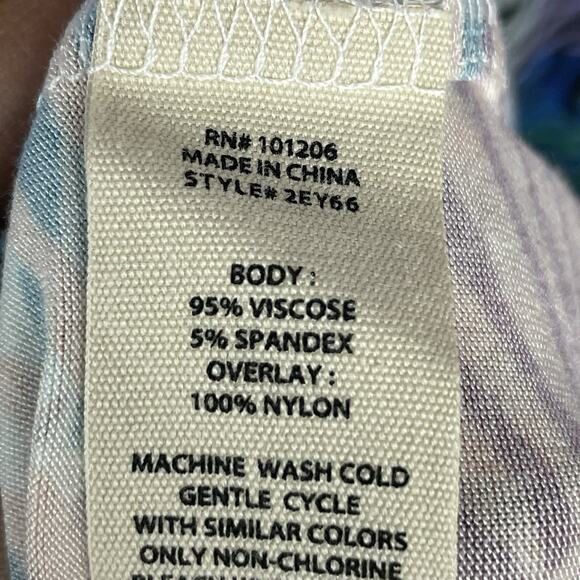 RN# 101206
MADE IN CHINA
STYLE# 2EY66
BODY :
95% VISCOSE
5% SPANDEX
OVERLAY :
100% NYLON
MACHINE WASH COLD
GENTLE CYCLE
WITH SIMILAR COLORS
ONLY NON-CHLORINE
BLEACH